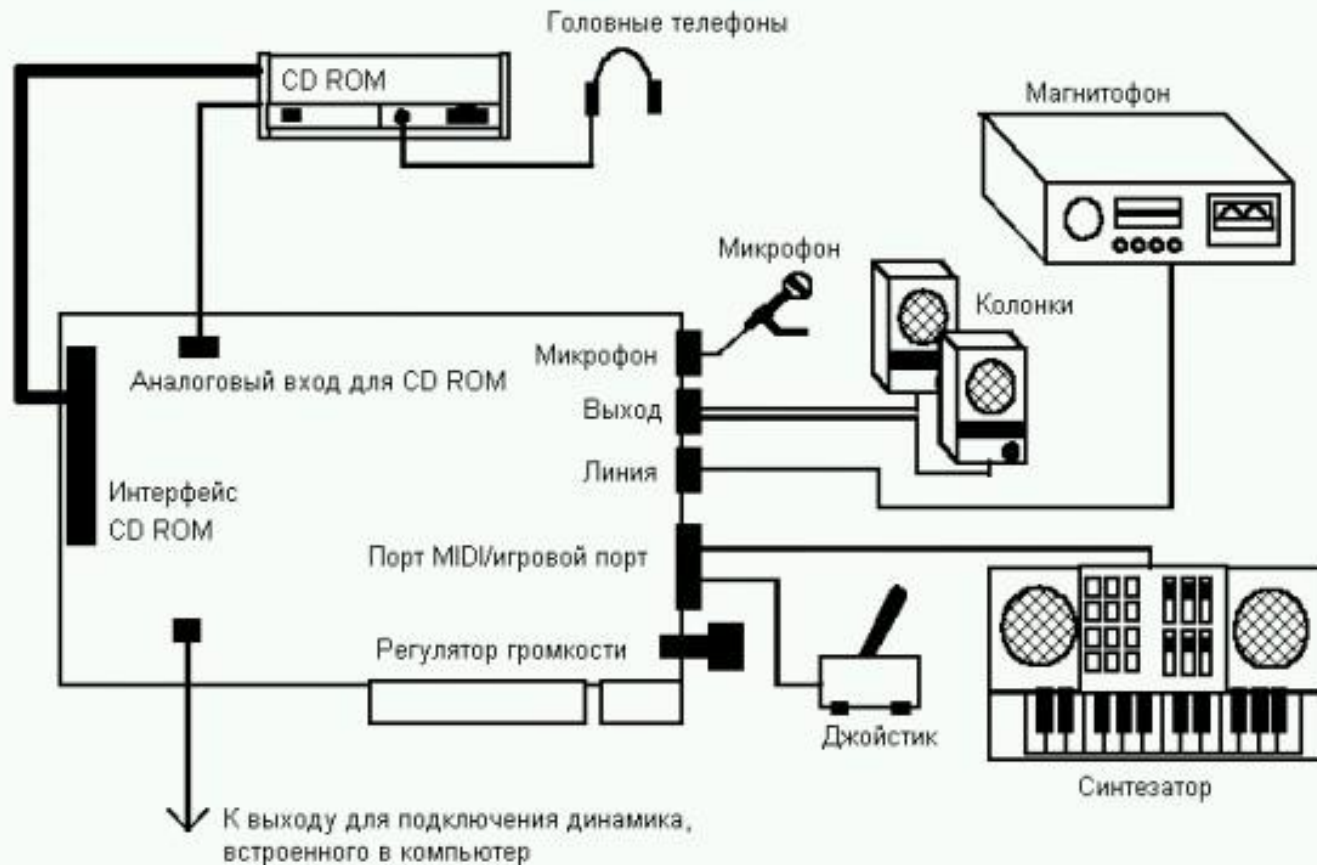 Головные телефоны
CD ROM
Магнитофон
Микрофон
Колонки
Микрофон
Аналоговый вход для CD ROM
Выход
Линия
Интерфейс
CD ROM
Порт MIDI/игровой порт
Регулятор громкости
Джойстик
Синтезатор
К выходу для подключения динамика,
встроенного в компьютер